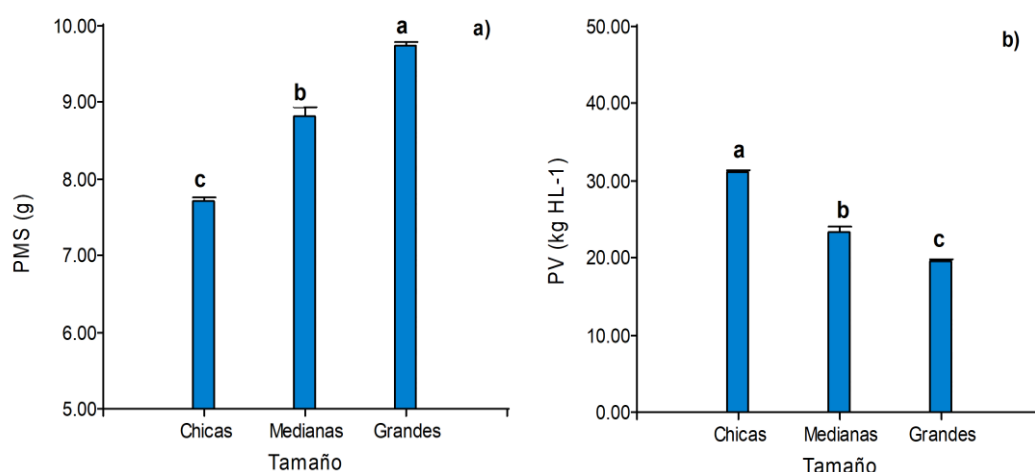 a)
PMS (g)
10.00
9.00
8.00
7.00
6.00
5.00
c
b
a
Chicas
Medianas
Grandes
Tamaño
b)
PV (kg HL-1)
50.00
40.00
30.00
20.00
10.00
0.00
a
b
c
Chicas
Medianas
Grandes
Tamaño